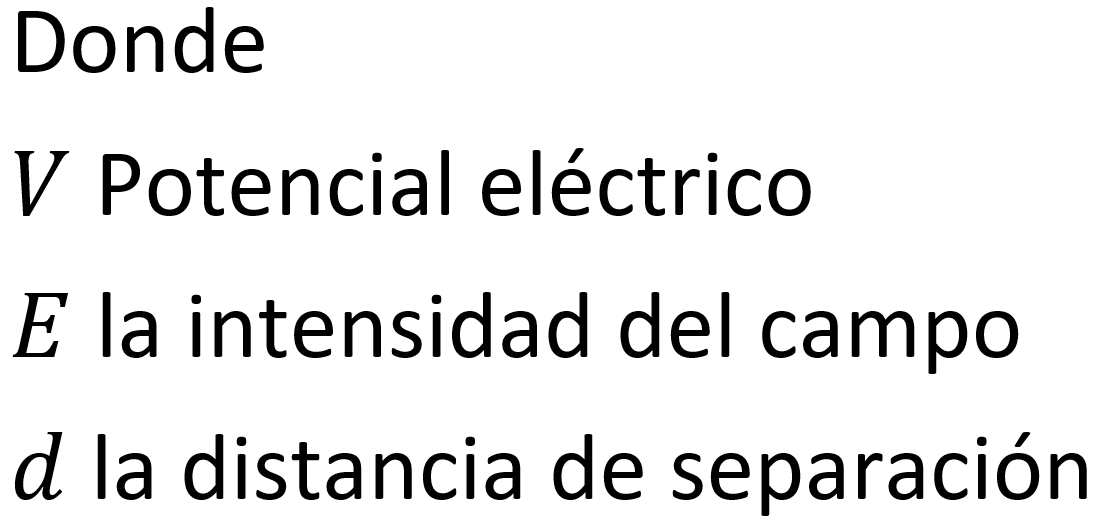 Donde
V Potencial eléctrico
E la intensidad del campo
d la distancia de separación